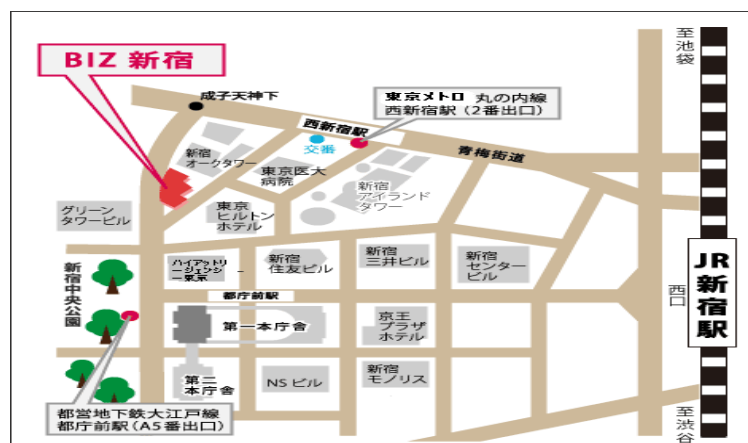 BIZ 新宿
至池袋
成子天神下
東京メトロ 丸の内線
西新宿駅(2番出口)
西新宿駅
交番
青梅街道
新宿
オークタワー
東京医大
病院
新宿
アイランド
タワー
グリーン
タワービル
東京
ヒルトン
ホテル
ハイアットリ
ージェンシ
ー東京
新宿
住友ビル
新宿
三井ビル
新宿
センター
ビル
JR新宿駅
西口
新宿中央公園
都庁前駅
第一本庁舎
京王
プラザ
ホテル
第二
本庁舎
NSビル
新宿
モノリス
都営地下鉄大江戸線
都庁前駅(A5番出口)
至渋谷